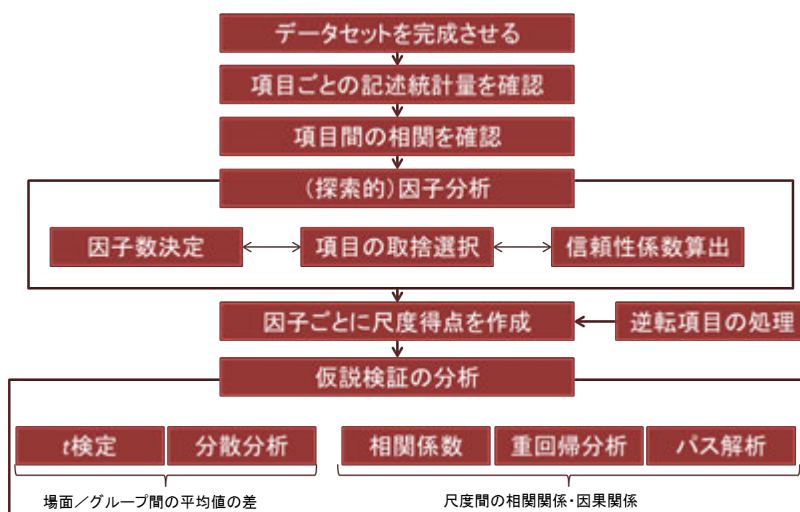 データセットを完成させる
項目ごとの記述統計量を確認
項目間の相関を確認
(探索的)因子分析
因子数決定
項目の取捨選択
信頼性係数算出
因子ごとに尺度得点を作成
逆転項目の処理
仮説検証の分析
t検定
分散分析
相関係数
重回帰分析
パス解析
場面／グループ間の平均値の差
尺度間の相関関係・因果関係